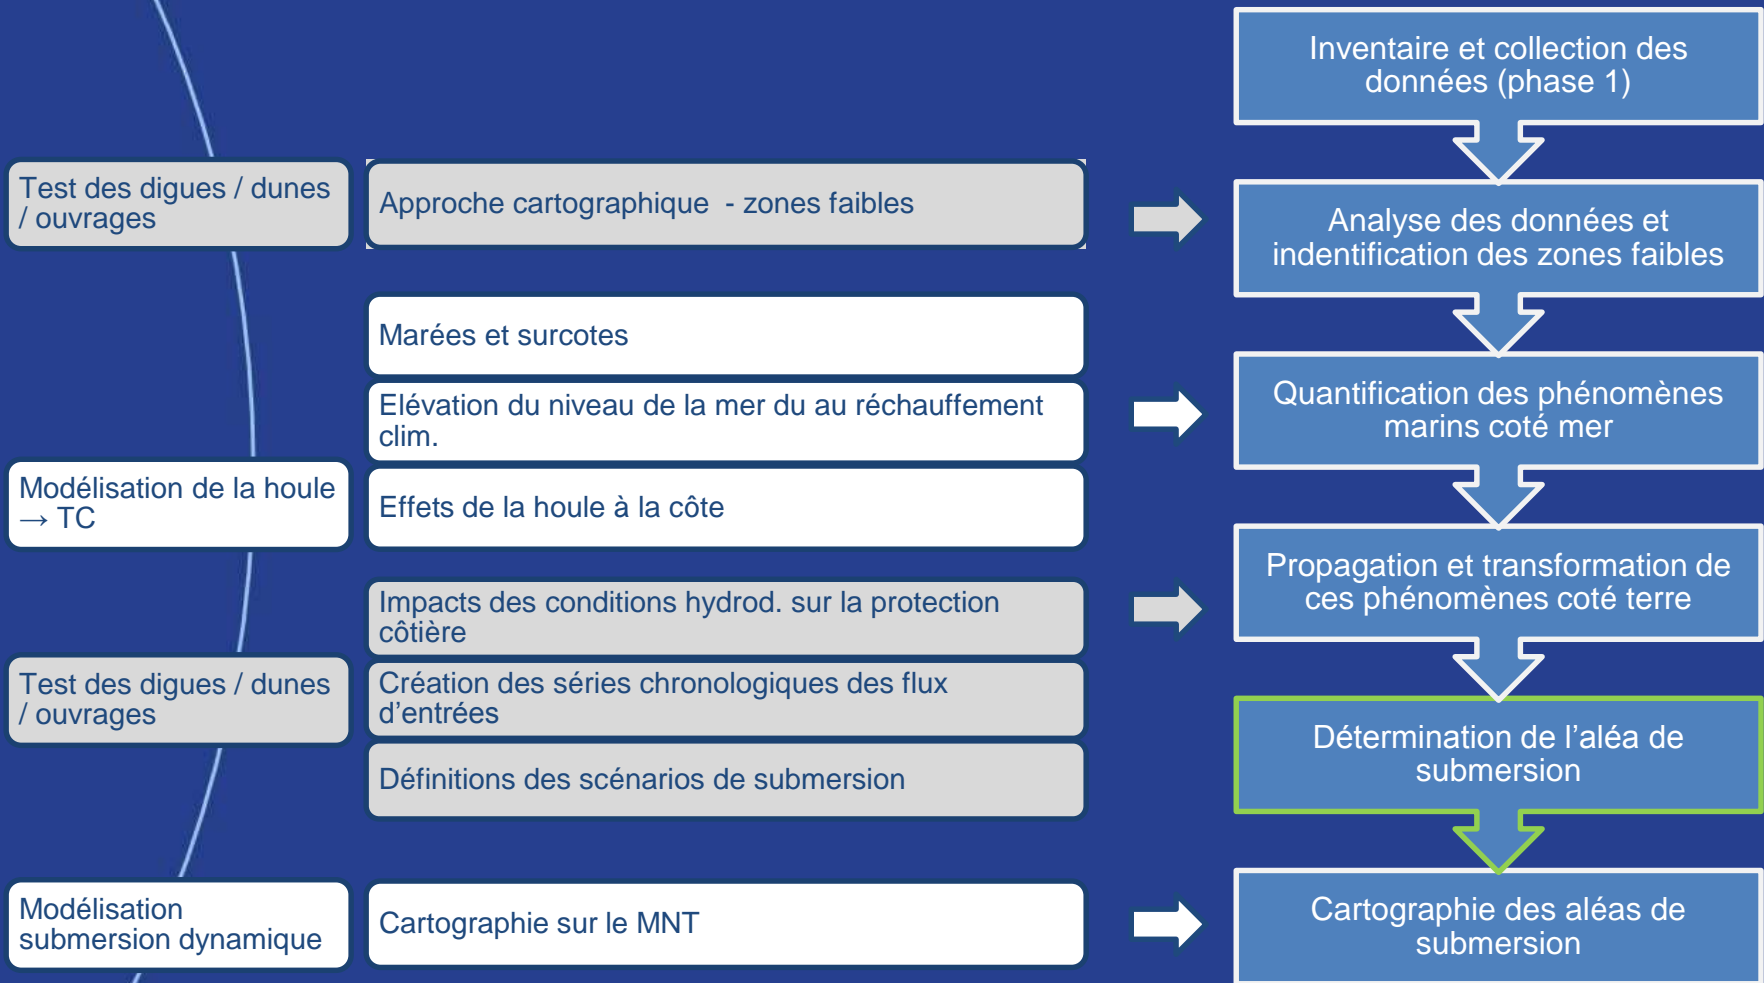 Inventaire et collection des
données (phase 1)
Test des digues / dunes
/ ouvrages
Approche cartographique - zones faibles
Analyse des données et
indentification des zones faibles
Marées et surcotes
Elévation du niveau de la mer du au réchauffement
clim.
Quantification des phénomènes
marins coté mer
Modélisation de la houle
→ TC
Effets de la houle à la côte
Propagation et transformation de
ces phénomènes coté terre
Impacts des conditions hydrod. sur la protection
côtière
Test des digues / dunes
/ ouvrages
Création des séries chronologiques des flux
d’entrées
Définitions des scénarios de submersion
Détermination de l’aléa de
submersion
Modélisation
submersion dynamique
Cartographie sur le MNT
Cartographie des aléas de
submersion